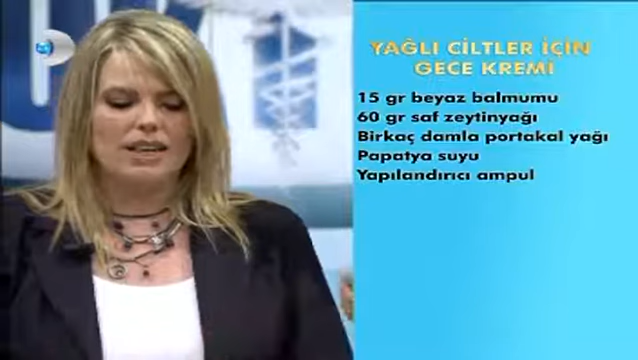 D
YAĞLI CİLTLER İÇİN
GECE KREMİ
15 gr beyaz balmumu
60 gr saf zeytinyağı
Birkaç damla portakal yağı
Papatya suyu
Yapılandırıcı ampul